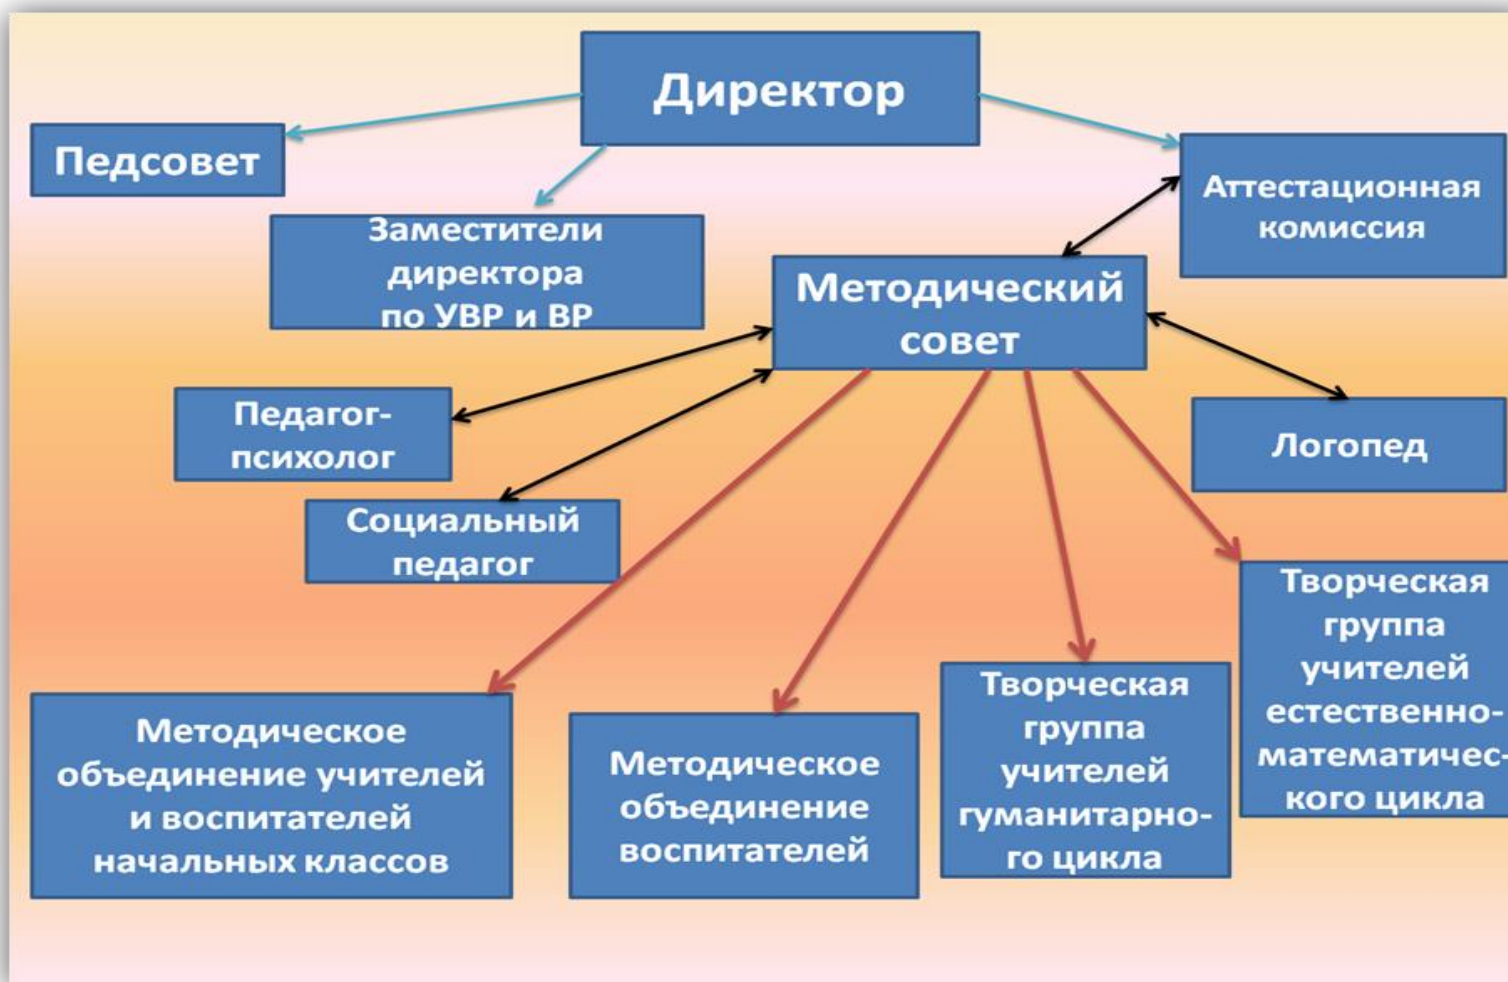 Директор
Педсовет
Аттестационная
комиссия
Заместители
директора
по УВР и ВР
Методический
совет
Педагог-
психолог
Логопед
Социальный
педагог
Методическое
объединение учителей
и воспитателей
начальных классов
Методическое
объединение
воспитателей
Творческая
группа
учителей
гуманитарно-
го цикла
Творческая
группа
учителей
естественно-
математичес-
кого цикла